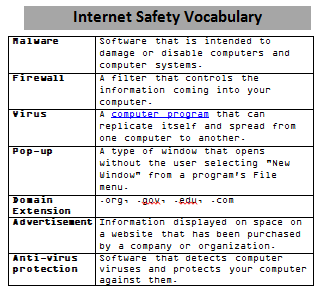 Internet Safety Vocabulary
Malware
Software that is intended to
damage or disable computers and
computer systems.
Firewall
A filter that controls the
information coming into your
computer.
Virus
A computer program that can
replicate itself and spread from
one computer to another.
Pop-up
A type of window that opens
without the user selecting "New
Window" from a program's File
menu.
Domain
Extension
.org, .gov, .edu, .com
Advertisement
Information displayed on space on
a website that has been purchased
by a company or organization.
Anti-virus
protection
Software that detects computer
viruses and protects your computer
against them.